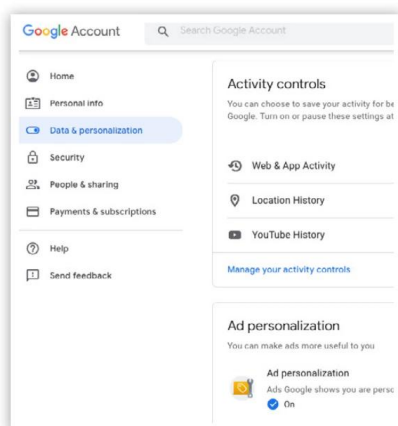 Google Account
Search Google Account
Home
Personal info
Data & personalization
Security
People & sharing
Payments & subscriptions
Help
Send feedback
Activity controls
You can choose to save your activity for be
Google. Turn on or pause these settings at
Web & App Activity
Location History
YouTube History
Manage your activity controls
Ad personalization
You can make ads more useful to you
Ad personalization
Ads Google shows you are perso
On